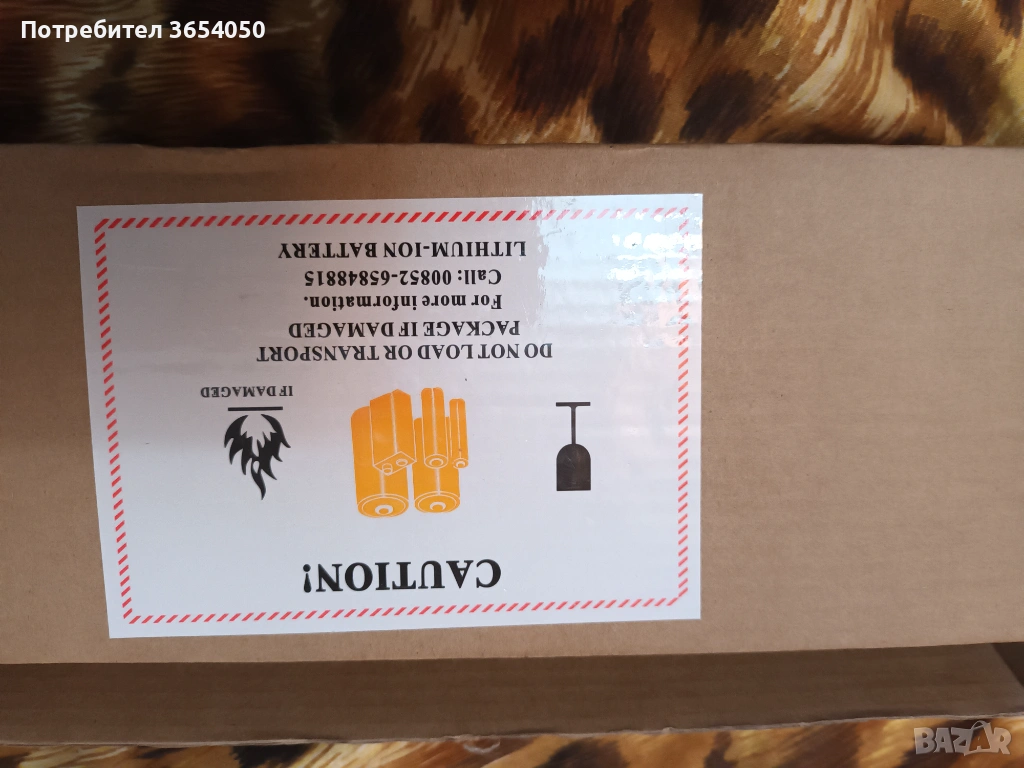 Потребител 3654050
CAUTION!
IF DAMAGED
DO NOT LOAD OR TRANSPORT
PACKAGE IF DAMAGED
For more information.
Call: 00852-65848815
LITHIUM-ION BATTERY
BAZAR